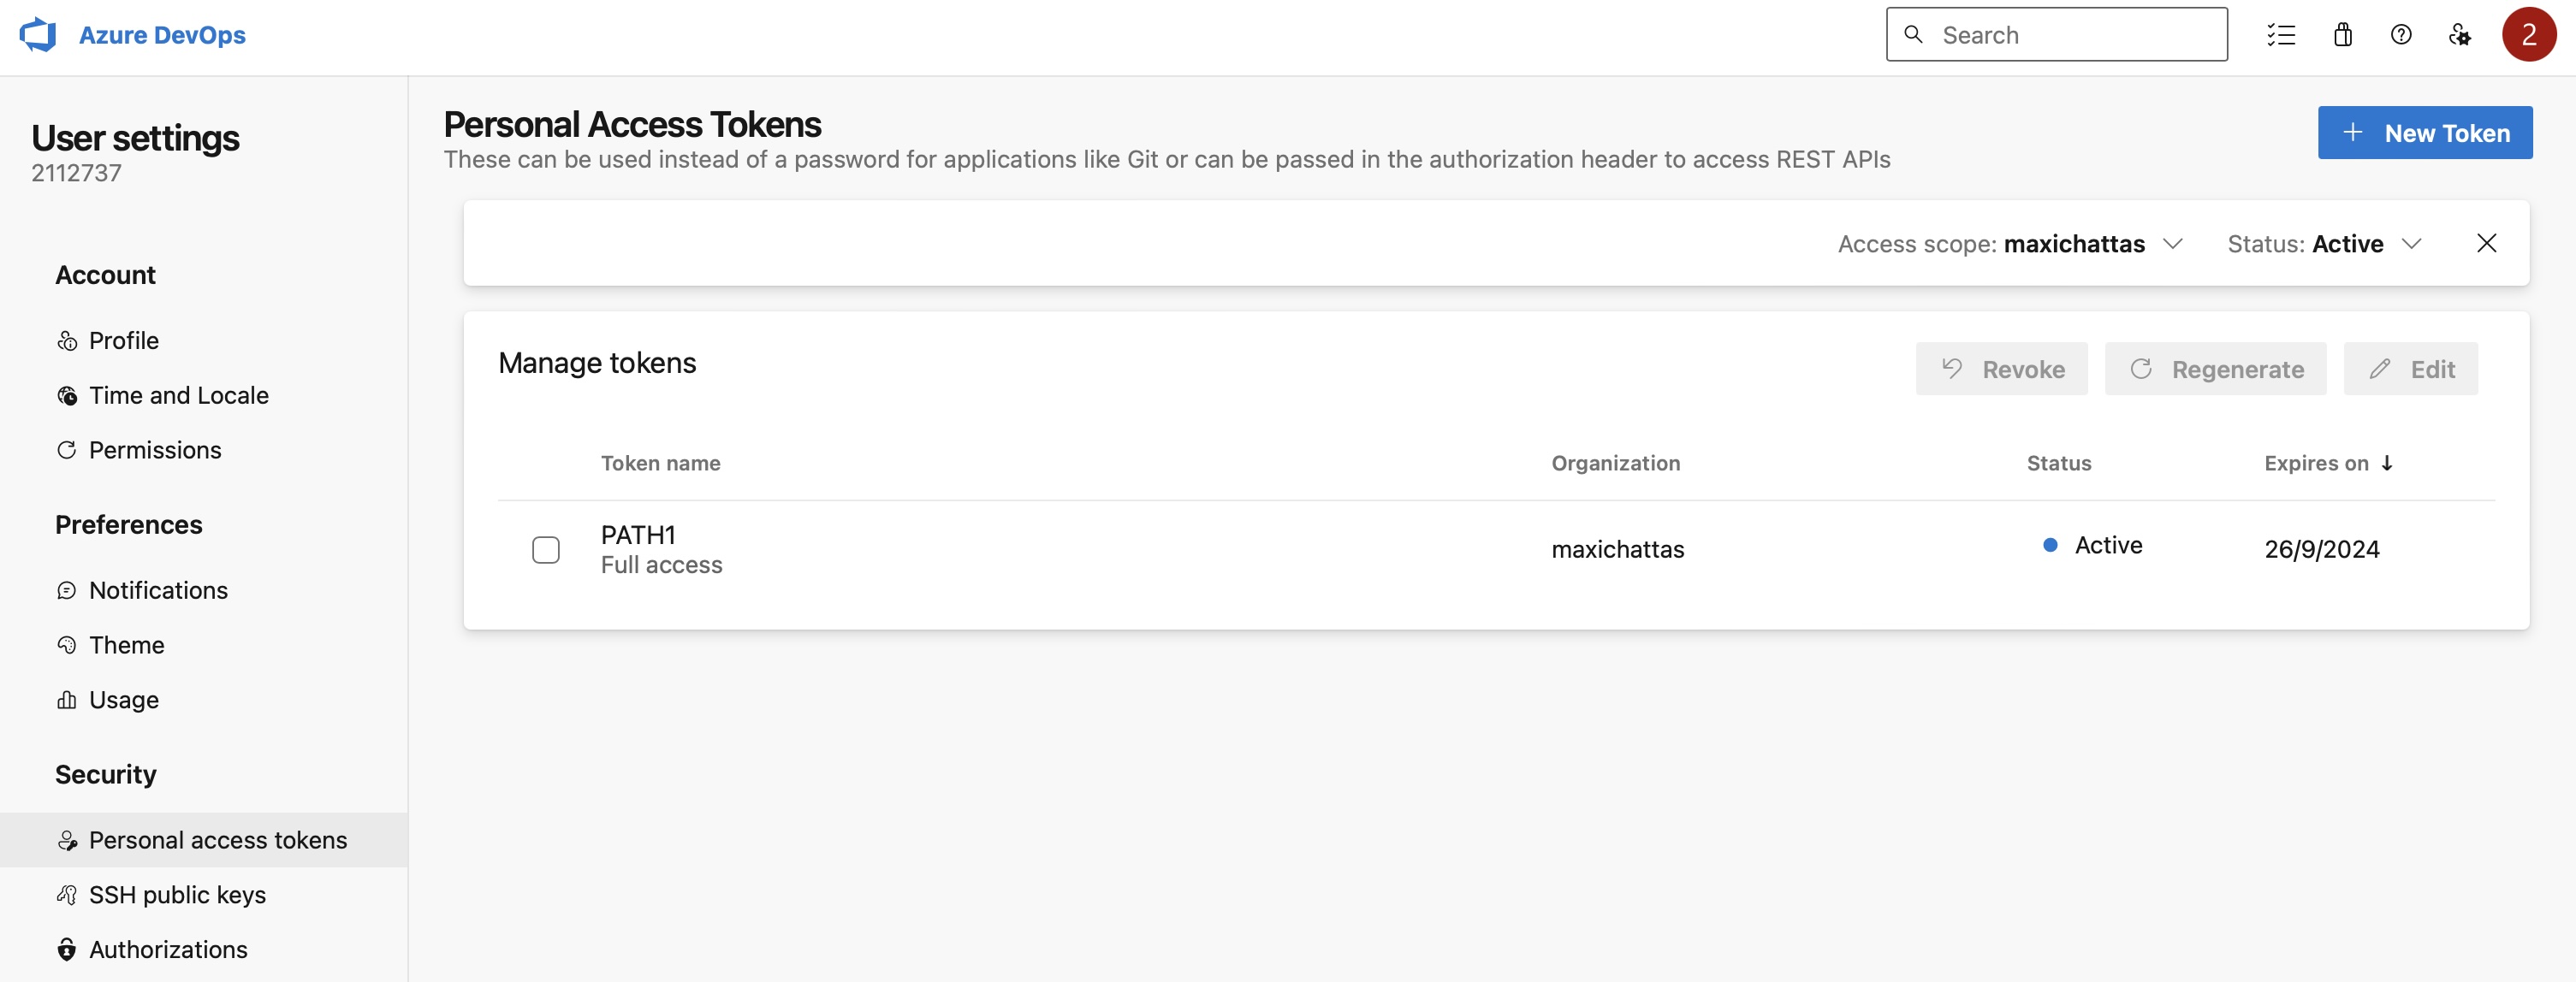 Azure DevOps
Search
2
User settings
2112737
Account
Profile
Time and Locale
Permissions
Preferences
Notifications
Theme
Usage
Security
Personal access tokens
SSH public keys
Authorizations
Personal Access Tokens
These can be used instead of a password for applications like Git or can be passed in the authorization header to access REST APIs
New Token
Access scope: maxichattas Status: Active
Manage tokens
Revoke Regenerate Edit
Token name Organization Status Expires on
PATH1 maxichattas Active 26/9/2024
Full access